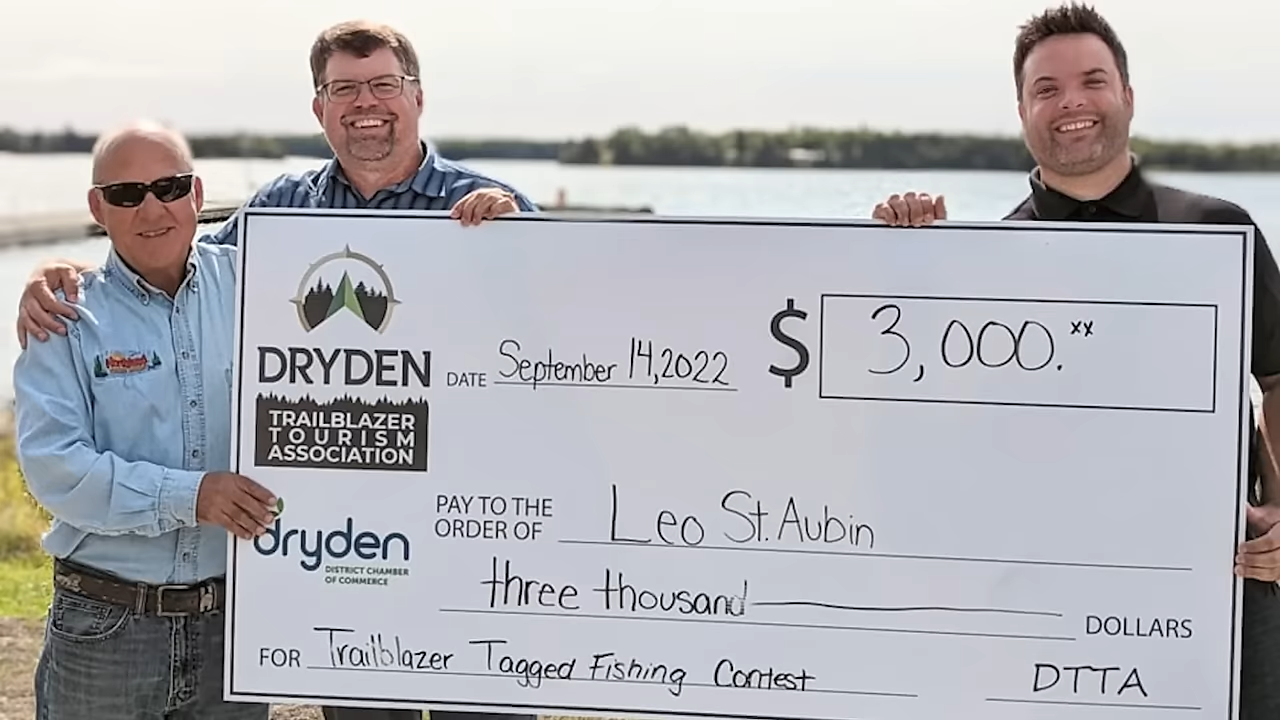 DRYDEN
TRAILBLAZER
TOURISM
ASSOCIATION
dryden
DISTRICT CHAMBER
OF COMMERCE
DATE September 14,2022
$ 3,000.xx
PAY TO THE
ORDER OF Leo St. Aubin
three thousand DOLLARS
FOR Trailblazer Tagged Fishing Contest
DTTA